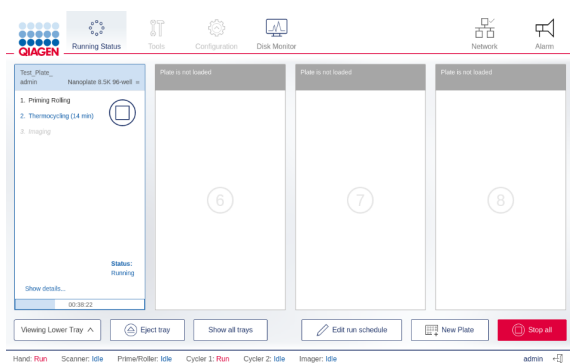 QIAGEN
Running Status
Tools
Configuration
Disk Monitor
Network
Alarm
Test_Plate_
admin Nanoplate 8.5K 96-well
1. Priming Rolling
2. Thermocycling (14 min)
3. Imaging
Status:
Running
Show details...
00:38:22
Plate is not loaded
6
Plate is not loaded
7
Plate is not loaded
8
Viewing Lower Tray
Eject tray
Show all trays
Edit run schedule
New Plate
Stop all
Hand: Run Scanner: Idle Prime/Roller: Idle Cycler 1: Run Cycler 2: Idle Imager: Idle admin